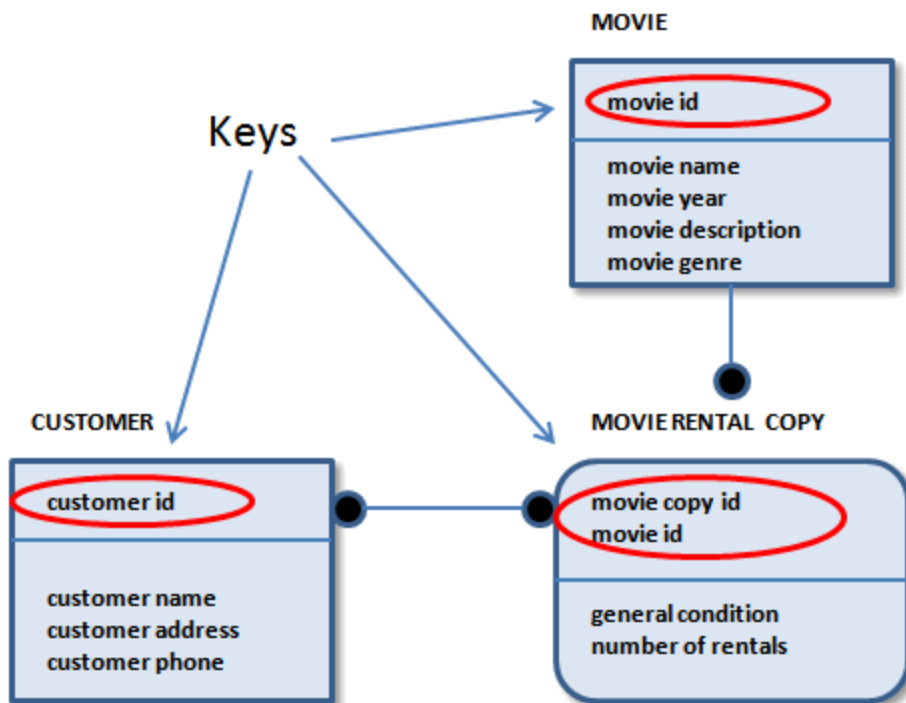 MOVIE
movie id
movie name
movie year
movie description
movie genre
Keys
CUSTOMER
customer id
customer name
customer address
customer phone
MOVIE RENTAL COPY
movie copy id
movie id
general condition
number of rentals